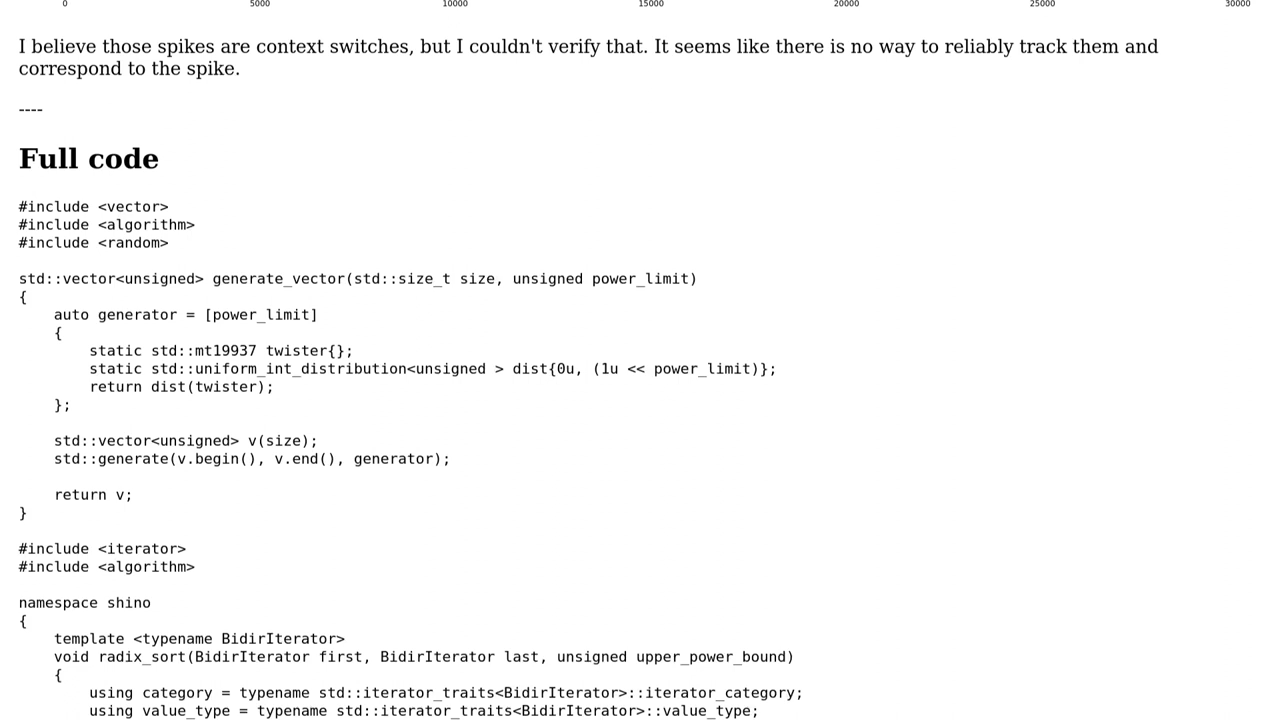 0 5000 10000 15000 20000 25000 30000
I believe those spikes are context switches, but I couldn't verify that. It seems like there is no way to reliably track them and
correspond to the spike.
----
Full code
#include <vector>
#include <algorithm>
#include <random>
std::vector<unsigned> generate_vector(std::size_t size, unsigned power_limit)
{
    auto generator = [power_limit]
    {
        static std::mt19937 twister{};
        static std::uniform_int_distribution<unsigned > dist{0u, (1u << power_limit)};
        return dist(twister);
    };
    std::vector<unsigned> v(size);
    std::generate(v.begin(), v.end(), generator);
    return v;
}
#include <iterator>
#include <algorithm>
namespace shino
{
    template <typename BidirIterator>
    void radix_sort(BidirIterator first, BidirIterator last, unsigned upper_power_bound)
    {
        using category = typename std::iterator_traits<BidirIterator>::iterator_category;
        using value_type = typename std::iterator_traits<BidirIterator>::value_type;